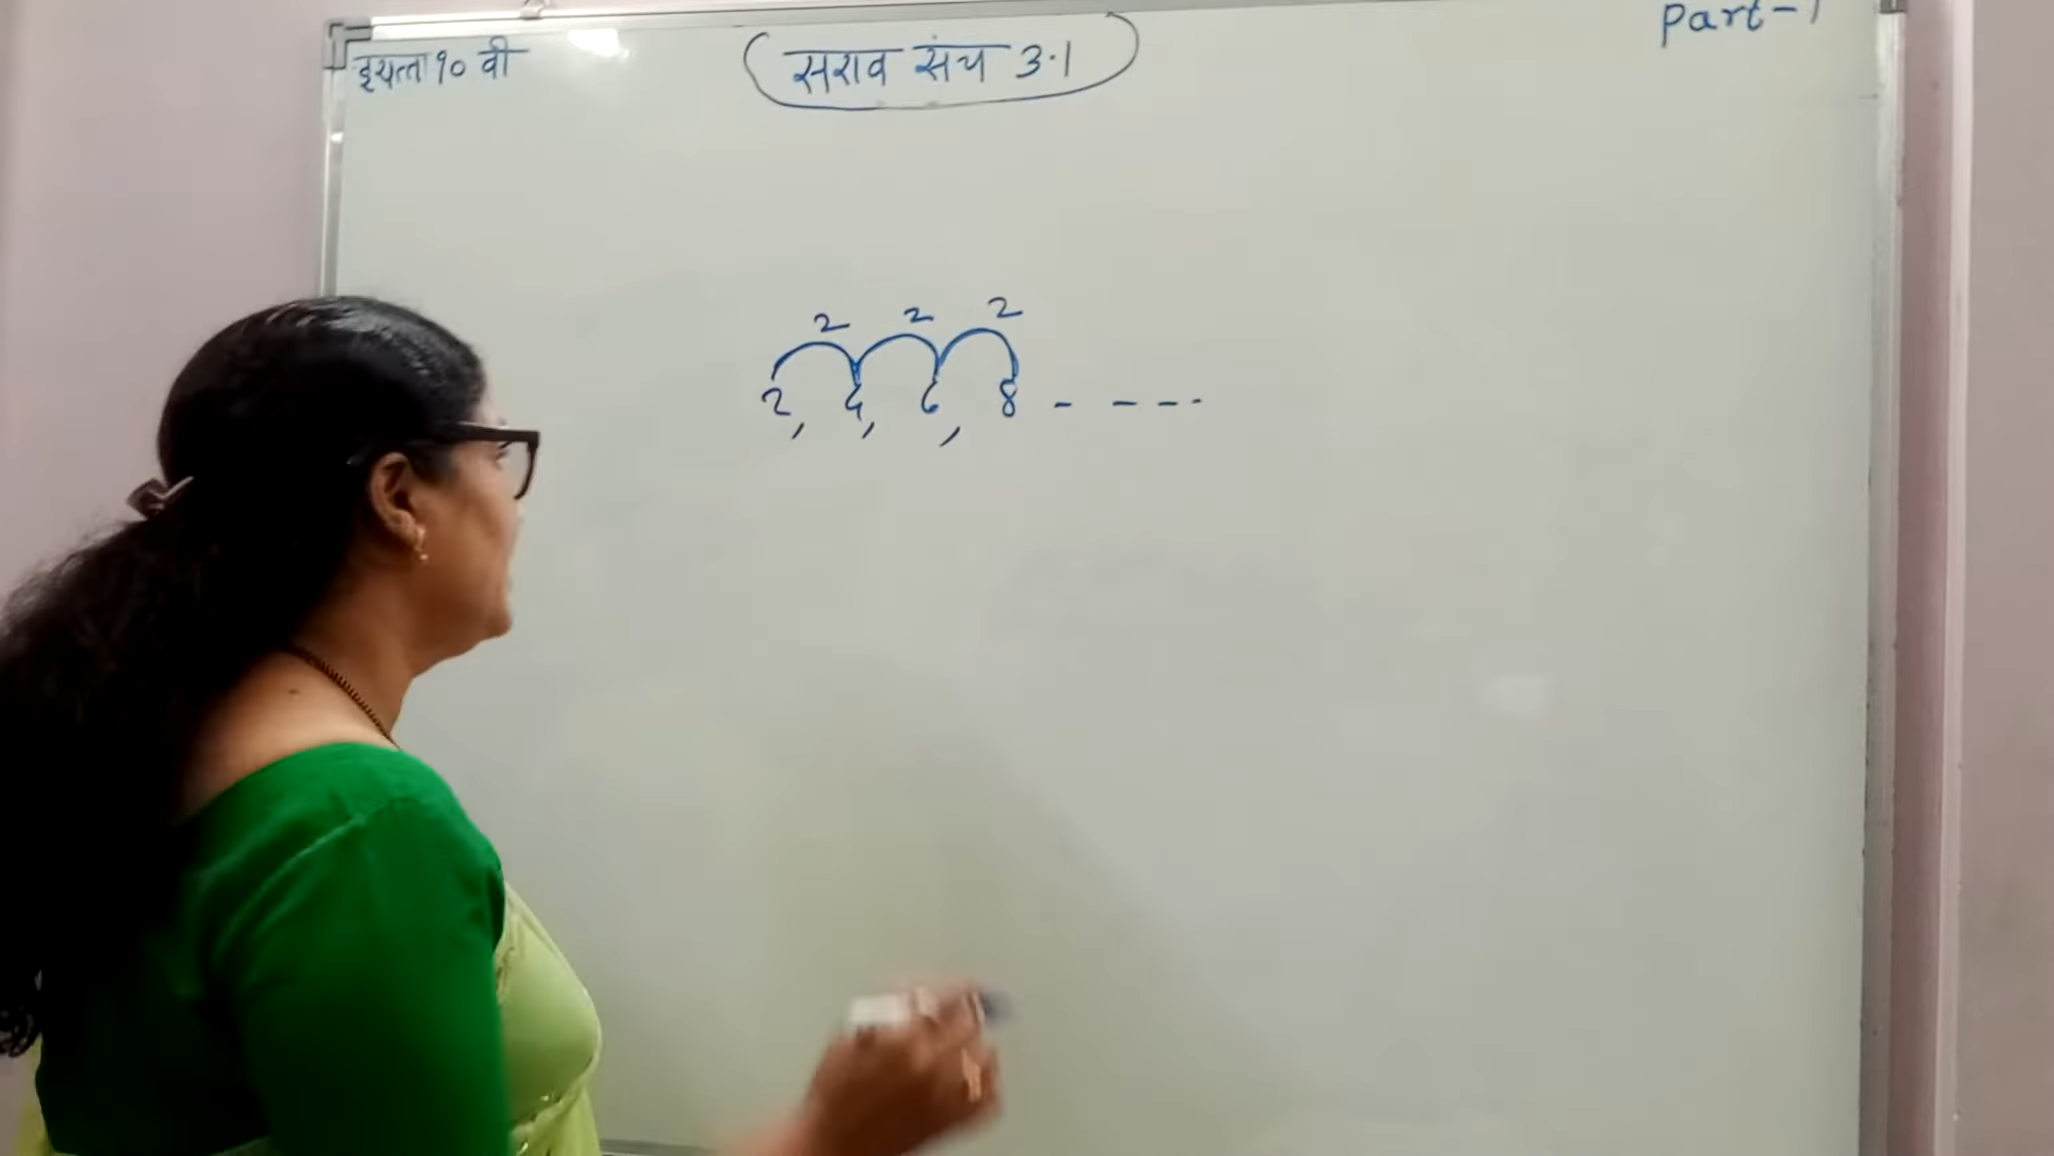 इयत्ता १० वी
सराव संच 3.1
Part-1
2 2 2
2, 4, 6, 8 - - - -